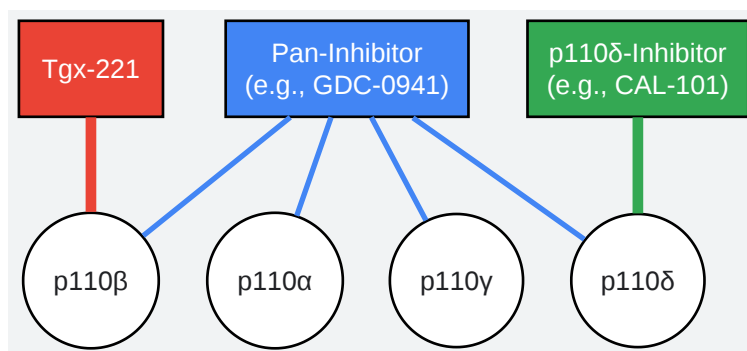 Tgx-221
Pan-Inhibitor
(e.g., GDC-0941)
p110δ-Inhibitor
(e.g., CAL-101)
p110β
p110α
p110γ
p110δ